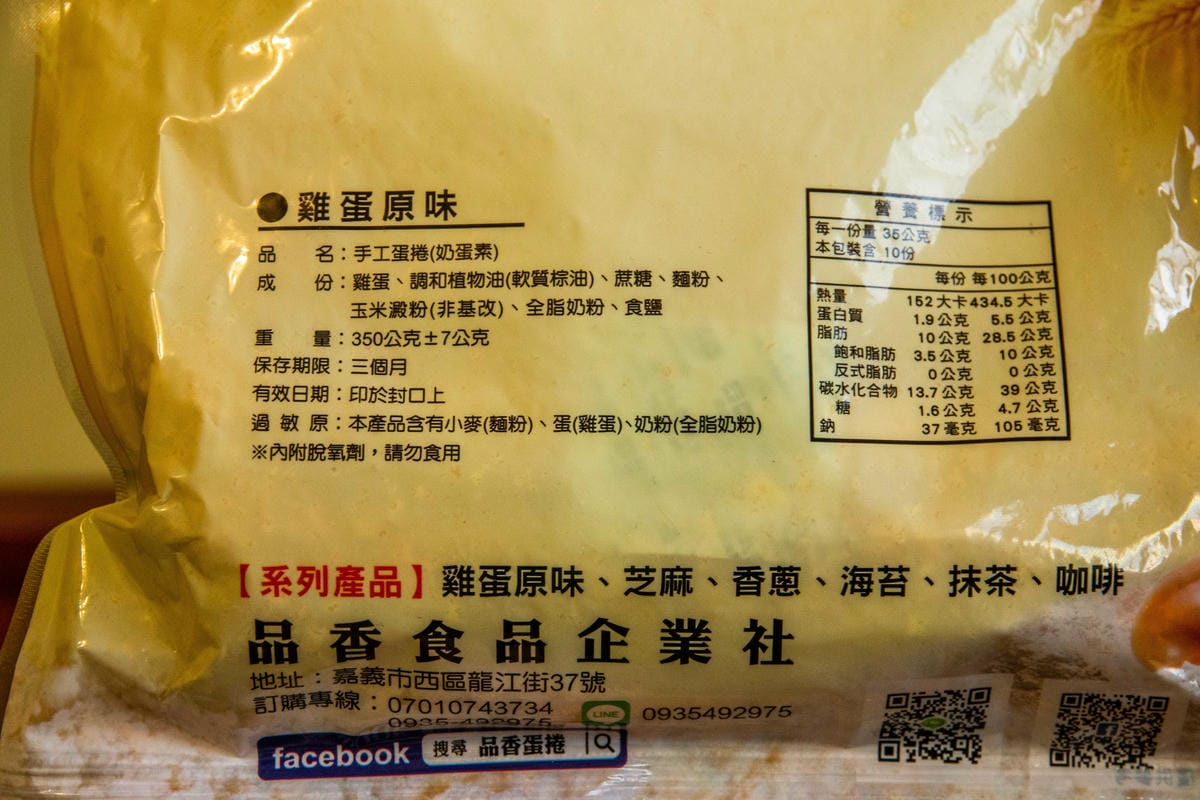 ●雞蛋原味
品　名：手工蛋捲(奶蛋素)
成　份：雞蛋、調和植物油(軟質棕油)、蔗糖、麵粉、
玉米澱粉(非基改)、全脂奶粉、食鹽
重　量：350公克±7公克
保存期限：三個月
有效日期：印於封口上
過 敏 原：本產品含有小麥(麵粉)、蛋(雞蛋)、奶粉(全脂奶粉)
※內附脫氧劑，請勿食用
營 養 標 示
每一份量 35公克
本包裝含 10份
每份 每100公克
熱量 152 大卡 434.5 大卡
蛋白質 1.9 公克 5.5 公克
脂肪 10 公克 28.5 公克
飽和脂肪 3.5 公克 10 公克
反式脂肪 0 公克 0 公克
碳水化合物 13.7 公克 39 公克
糖 1.6 公克 4.7 公克
鈉 37 毫克 105 毫克
【系列產品】雞蛋原味、芝麻、香蔥、海苔、抹茶、咖啡
品香食品企業社
地址：嘉義市西區龍江街37號
訂購專線：07010743734
0935-492975 LINE 0935492975
facebook 搜尋 品香蛋捲